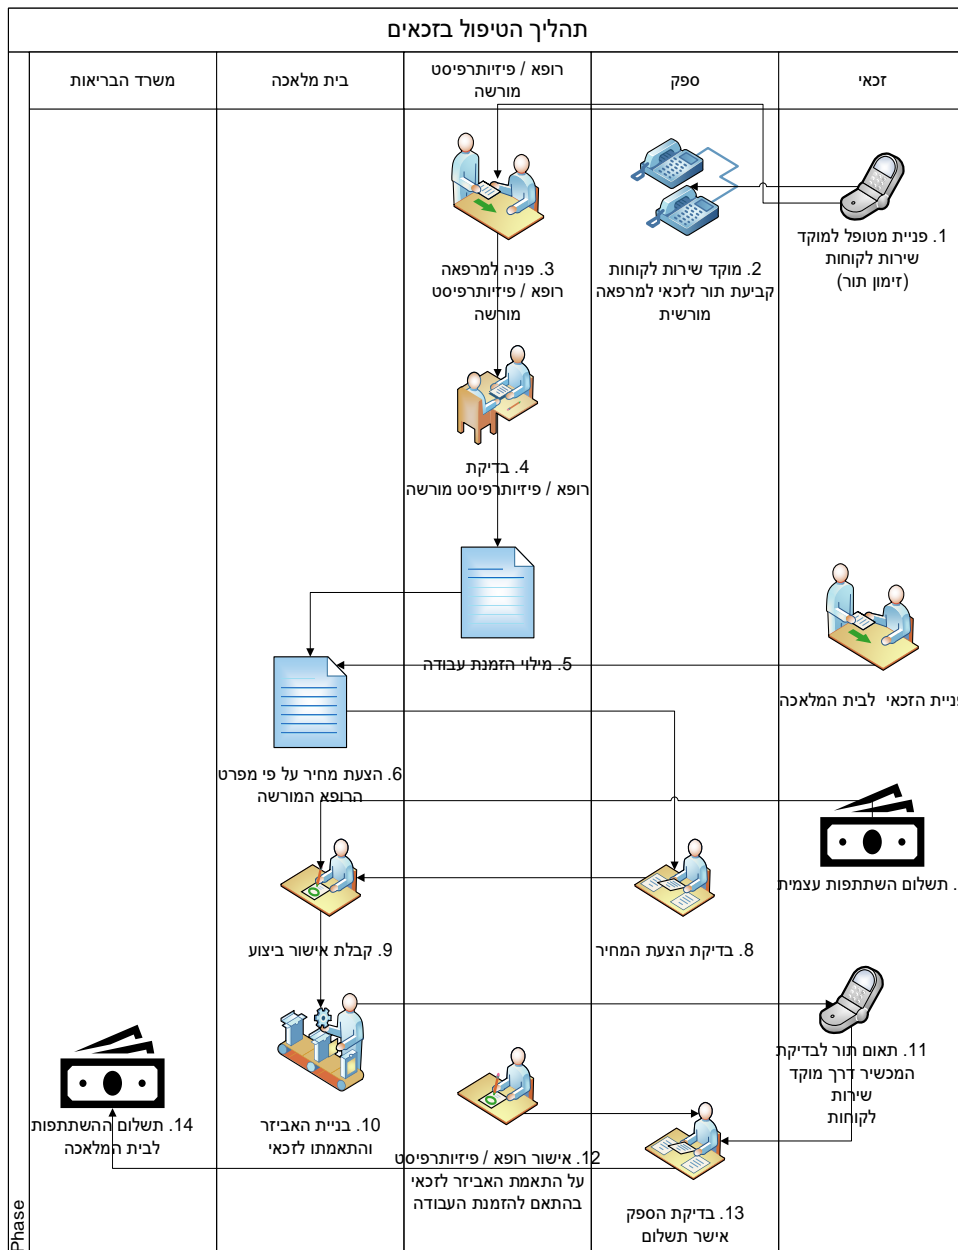 תהליך הטיפול בזכאים
זכאי
ספק
רופא / פיזיותרפיסט
מורשה
בית מלאכה
משרד הבריאות
1. פניית מטופל למוקד
שירות לקוחות
(זימון תור)
2. מוקד שירות לקוחות
קביעת תור לזכאי למרפאה
מורשית
3. פניה למרפאה
רופא / פיזיותרפיסט
מורשה
4. בדיקת
רופא / פיזיותרפיסט מורשה
5. מילוי הזמנת עבודה
פניית הזכאי לבית המלאכה
6. הצעת מחיר על פי מפרט
הרופא המורשה
. תשלום השתתפות עצמית
8. בדיקת הצעת המחיר
9. קבלת אישור ביצוע
10. בניית האביזר
והתאמתו לזכאי
11. תאום תור לבדיקת
המכשיר דרך מוקד
שירות
לקוחות
12. אישור רופא / פיזיותרפיסט
על התאמת האביזר לזכאי
בהתאם להזמנת העבודה
13. בדיקת הספק
אישר תשלום
14. תשלום ההשתתפות
לבית המלאכה
Phase